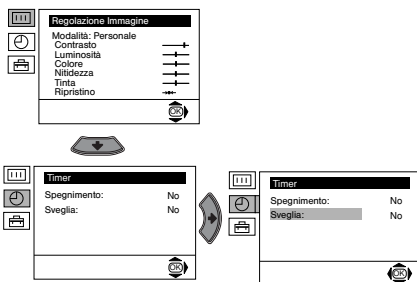 Regolazione Immagine
Modalità: Personale
Contrasto
Luminosità
Colore
Nitidezza
Tinta
Ripristino
OK
Timer
Spegnimento: No
Sveglia: No
OK
Timer
Spegnimento: No
Sveglia: No
OK